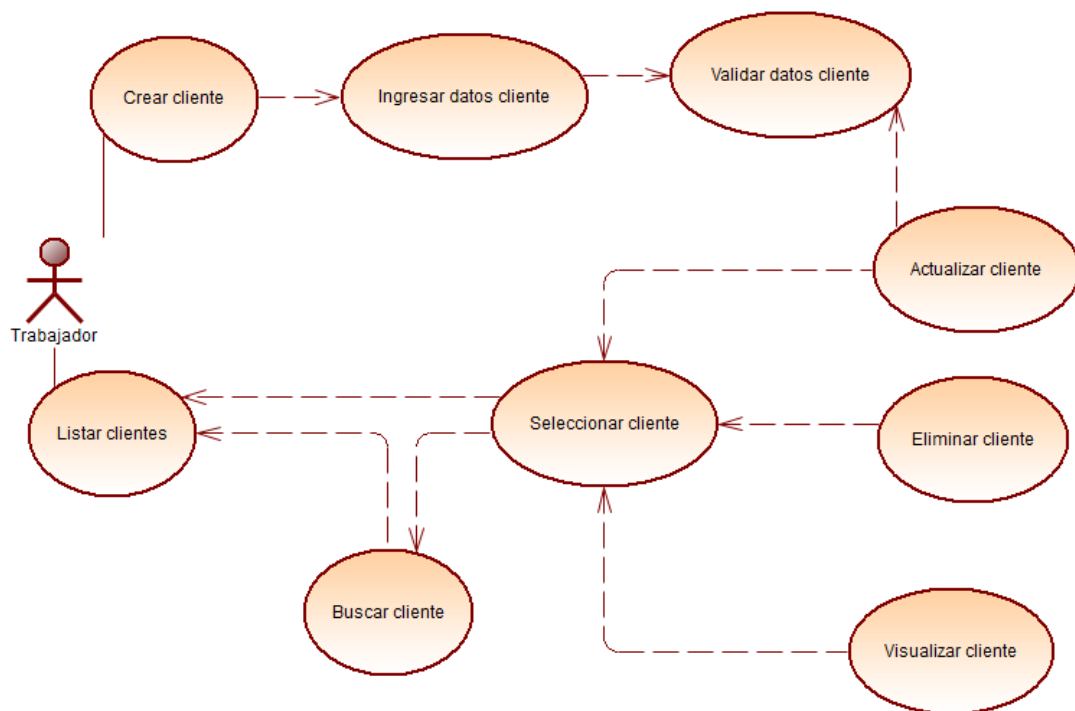 Crear cliente
Ingresar datos cliente
Validar datos cliente
Actualizar cliente
Trabajador
Listar clientes
Seleccionar cliente
Eliminar cliente
Buscar cliente
Visualizar cliente